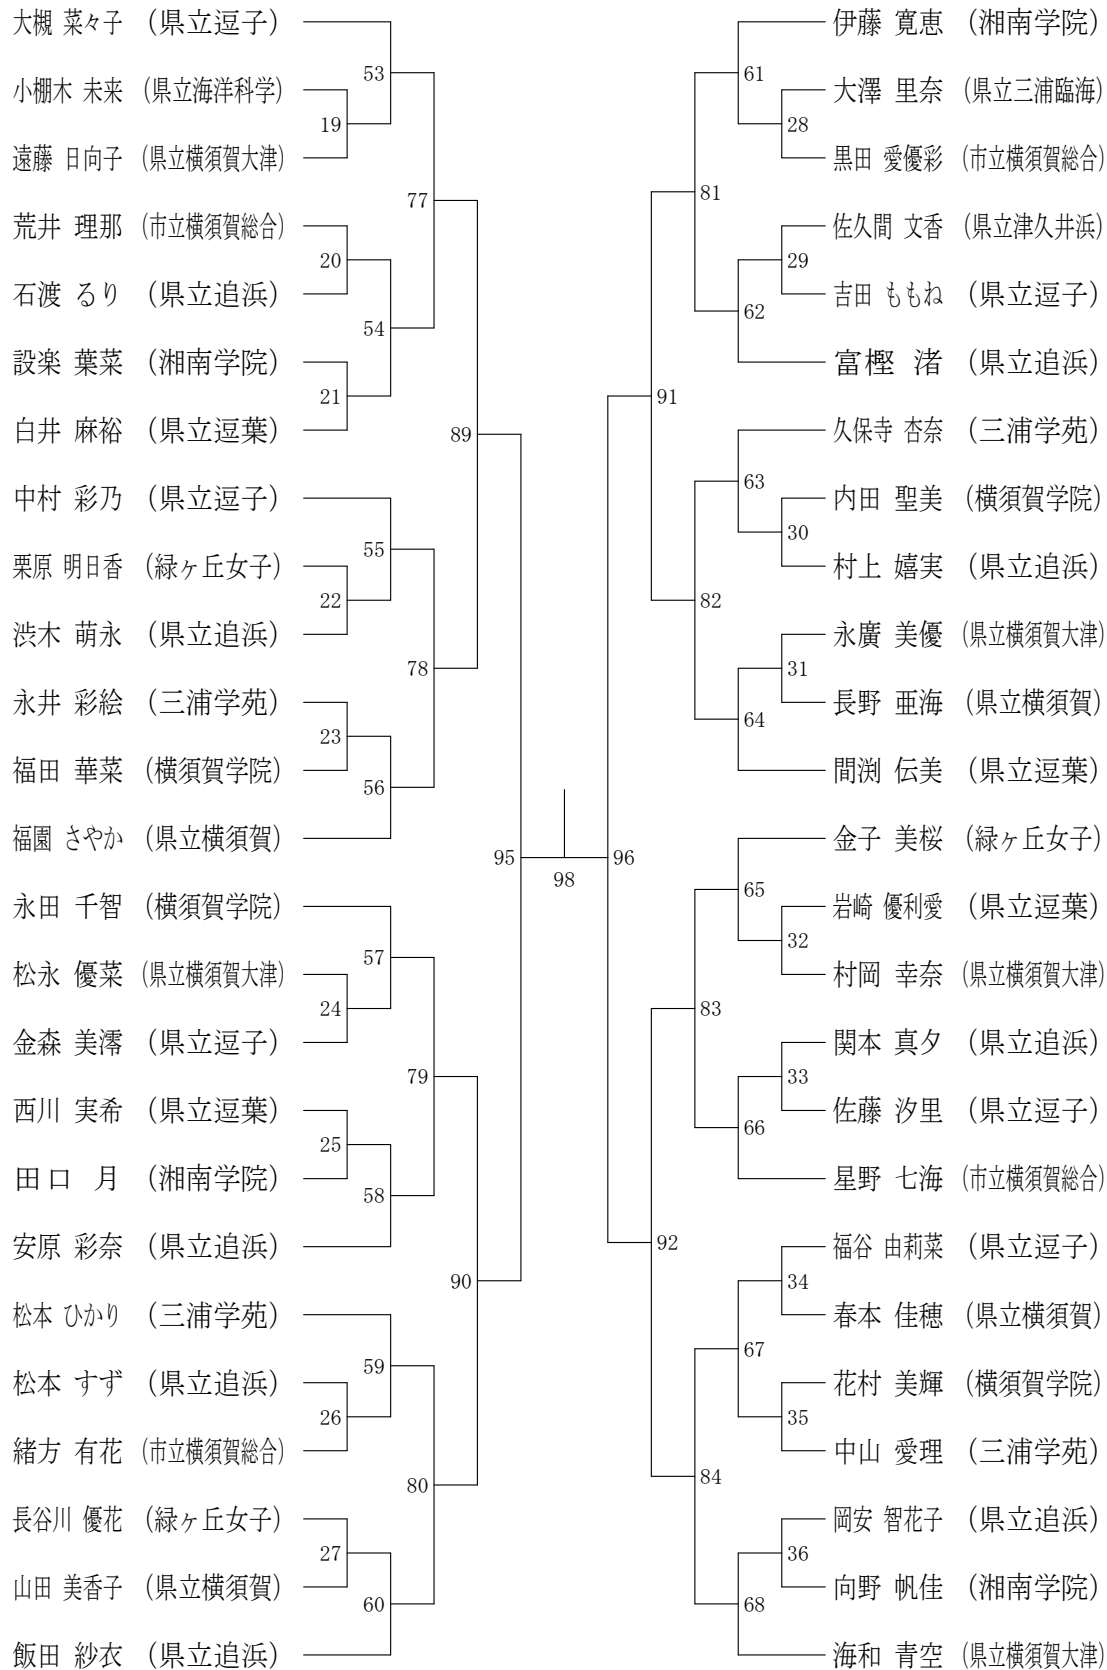 大槻 菜々子 (県立逗子)
53
小棚木 未来 (県立海洋科学)
19
遠藤 日向子 (県立横須賀大津)
77
荒井 理那 (市立横須賀総合)
20
石渡 るり (県立追浜)
54
設楽 葉菜 (湘南学院)
21
白井 麻裕 (県立逗葉)
89
中村 彩乃 (県立逗子)
55
栗原 明日香 (緑ヶ丘女子)
22
渋木 萌永 (県立追浜)
78
永井 彩絵 (三浦学苑)
23
福田 華菜 (横須賀学院)
56
福園 さやか (県立横須賀)
95
永田 千智 (横須賀学院)
57
松永 優菜 (県立横須賀大津)
24
金森 美澪 (県立逗子)
79
西川 実希 (県立逗葉)
25
田口 月 (湘南学院)
58
安原 彩奈 (県立追浜)
90
松本 ひかり (三浦学苑)
59
松本 すず (県立追浜)
26
緒方 有花 (市立横須賀総合)
80
長谷川 優花 (緑ヶ丘女子)
27
山田 美香子 (県立横須賀)
60
飯田 紗衣 (県立追浜)
98
伊藤 寛恵 (湘南学院)
61
大澤 里奈 (県立三浦臨海)
28
黒田 愛優彩 (市立横須賀総合)
81
佐久間 文香 (県立津久井浜)
29
吉田 ももね (県立逗子)
62
富樫 渚 (県立追浜)
91
久保寺 杏奈 (三浦学苑)
63
内田 聖美 (横須賀学院)
30
村上 嬉実 (県立追浜)
82
永廣 美優 (県立横須賀大津)
31
長野 亜海 (県立横須賀)
64
間渕 伝美 (県立逗葉)
96
金子 美桜 (緑ヶ丘女子)
65
岩崎 優利愛 (県立逗葉)
32
村岡 幸奈 (県立横須賀大津)
83
関本 真夕 (県立追浜)
33
佐藤 汐里 (県立逗子)
66
星野 七海 (市立横須賀総合)
92
福谷 由莉菜 (県立逗子)
34
春本 佳穂 (県立横須賀)
67
花村 美輝 (横須賀学院)
35
中山 愛理 (三浦学苑)
84
岡安 智花子 (県立追浜)
36
向野 帆佳 (湘南学院)
68
海和 青空 (県立横須賀大津)